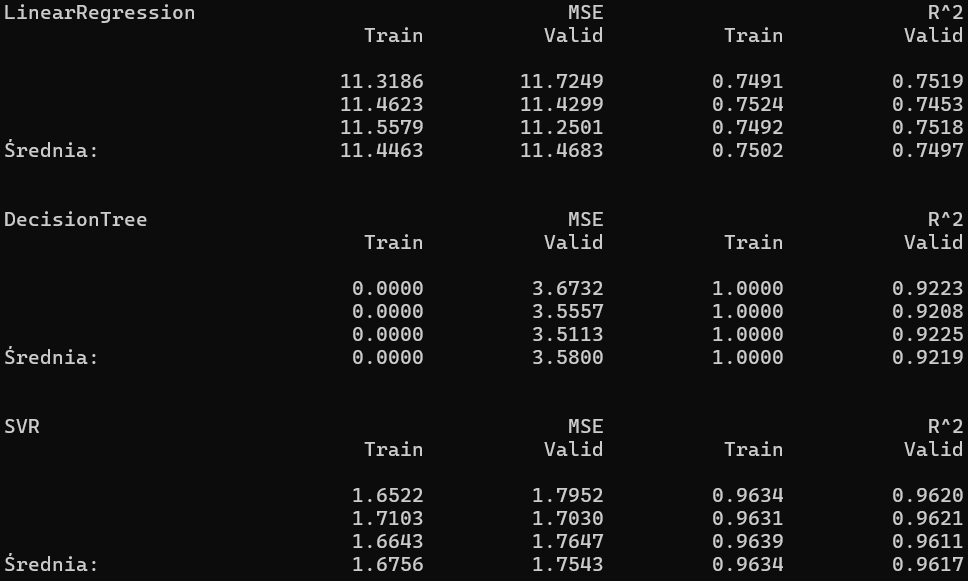 LinearRegression MSE R^2
Train Valid Train Valid
11.3186 11.7249 0.7491 0.7519
11.4623 11.4299 0.7524 0.7453
11.5579 11.2501 0.7492 0.7518
Średnia: 11.4463 11.4683 0.7502 0.7497
DecisionTree MSE R^2
Train Valid Train Valid
0.0000 3.6732 1.0000 0.9223
0.0000 3.5557 1.0000 0.9208
0.0000 3.5113 1.0000 0.9225
Średnia: 0.0000 3.5800 1.0000 0.9219
SVR MSE R^2
Train Valid Train Valid
1.6522 1.7952 0.9634 0.9620
1.7103 1.7030 0.9631 0.9621
1.6643 1.7647 0.9639 0.9611
Średnia: 1.6756 1.7543 0.9634 0.9617